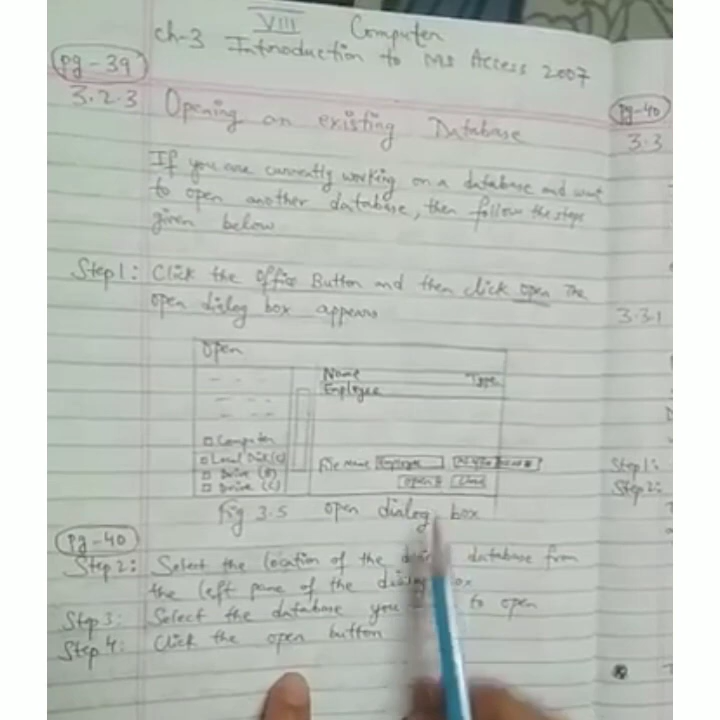 VIII Computer
ch-3 Introduction to MS Access 2007
pg-39
3.2.3 Opening an existing Database
If you are currently working on a database and want
to open another database, then follow the steps
given below
Step 1: Click the Office Button and then click open The
open dialog box appears
Open
Name Type
Employee
Computer
Local Disk(C)
Drive (D)
Drive (C)
File name Employee
Open
Fig 3.5 open dialog box
pg-40
Step 2: Select the location of the database from
the left pane of the dialog box
Step 3: Select the database you to open
Step 4: Click the open button
pg-40
3.3
3.3.1
Step 1:
Step 2: